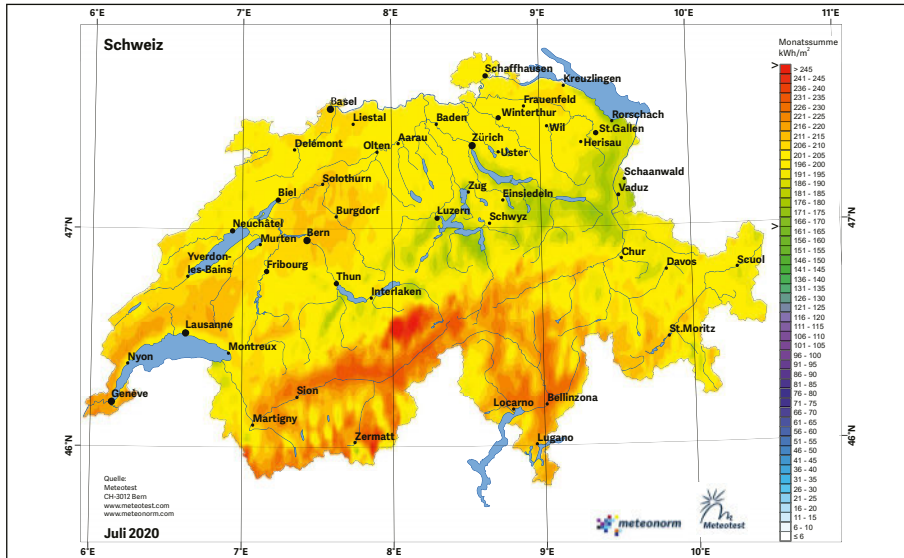 6°E
7°E
8°E
9°E
10°E
11°E
Schweiz
Monatssumme
kWh/m²
>
> 245
241 - 245
236 - 240
231 - 235
226 - 230
221 - 225
216 - 220
211 - 215
206 - 210
201 - 205
196 - 200
191 - 195
186 - 190
181 - 185
176 - 180
171 - 175
166 - 170
>
161 - 165
156 - 160
151 - 155
146 - 150
141 - 145
136 - 140
131 - 135
126 - 130
121 - 125
116 - 120
111 - 115
106 - 110
101 - 105
96 - 100
91 - 95
86 - 90
81 - 85
76 - 80
71 - 75
66 - 70
61 - 65
56 - 60
51 - 55
46 - 50
41 - 45
36 - 40
31 - 35
26 - 30
21 - 25
16 - 20
11 - 15
6 - 10
≤ 6
Schaffhausen
Kreuzlingen
Basel
Frauenfeld
Liestal
Baden
Winterthur
Rorschach
Wil
St.Gallen
Delémont
Olten
Aarau
Zürich
Herisau
Uster
Schaanwald
Solothurn
Zug
Vaduz
Biel
Einsiedeln
Burgdorf
Luzern
Schwyz
47°N
47°N
Neuchâtel
Bern
Murten
Chur
Yverdon-
les-Bains
Fribourg
Davos
Scuol
Thun
Interlaken
Lausanne
St.Moritz
Montreux
Nyon
Genève
Sion
Locarno
Bellinzona
Martigny
Zermatt
Lugano
46°N
46°N
Quelle:
Meteotest
CH-3012 Bern
www.meteotest.com
www.meteonorm.com
meteonorm
Meteotest
Juli 2020
6°E
7°E
8°E
9°E
10°E